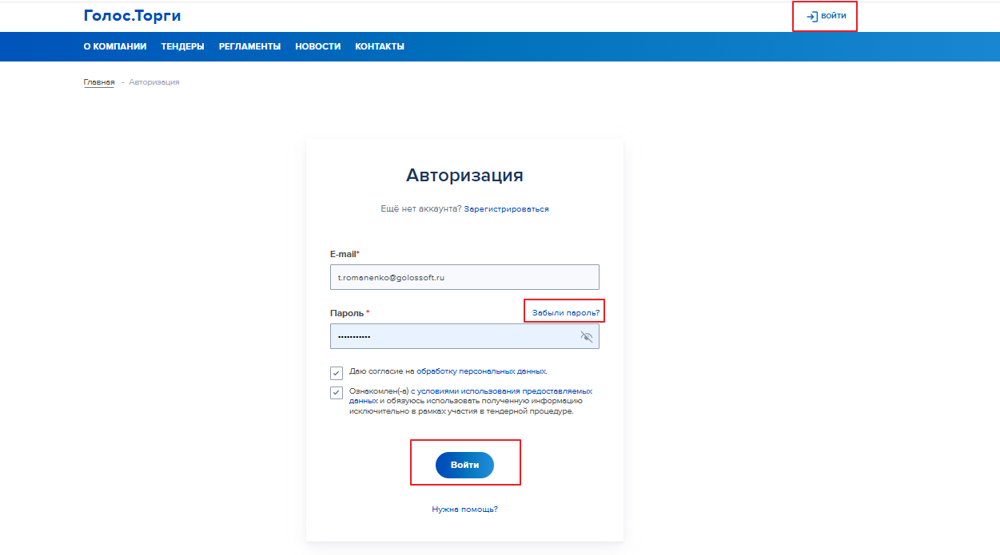 Голос.Торги
ВОЙТИ
О КОМПАНИИ ТЕНДЕРЫ РЕГЛАМЕНТЫ НОВОСТИ КОНТАКТЫ
Главная - Авторизация
Авторизация
Ещё нет аккаунта? Зарегистрироваться
E-mail*
t.romanenko@golossoft.ru
Пароль * Забыли пароль?
•••••••••••
Даю согласие на обработку персональных данных.
Ознакомлен(-а) с условиями использования предоставляемых
данных и обязуюсь использовать полученную информацию
исключительно в рамках участия в тендерной процедуре.
Войти
Нужна помощь?